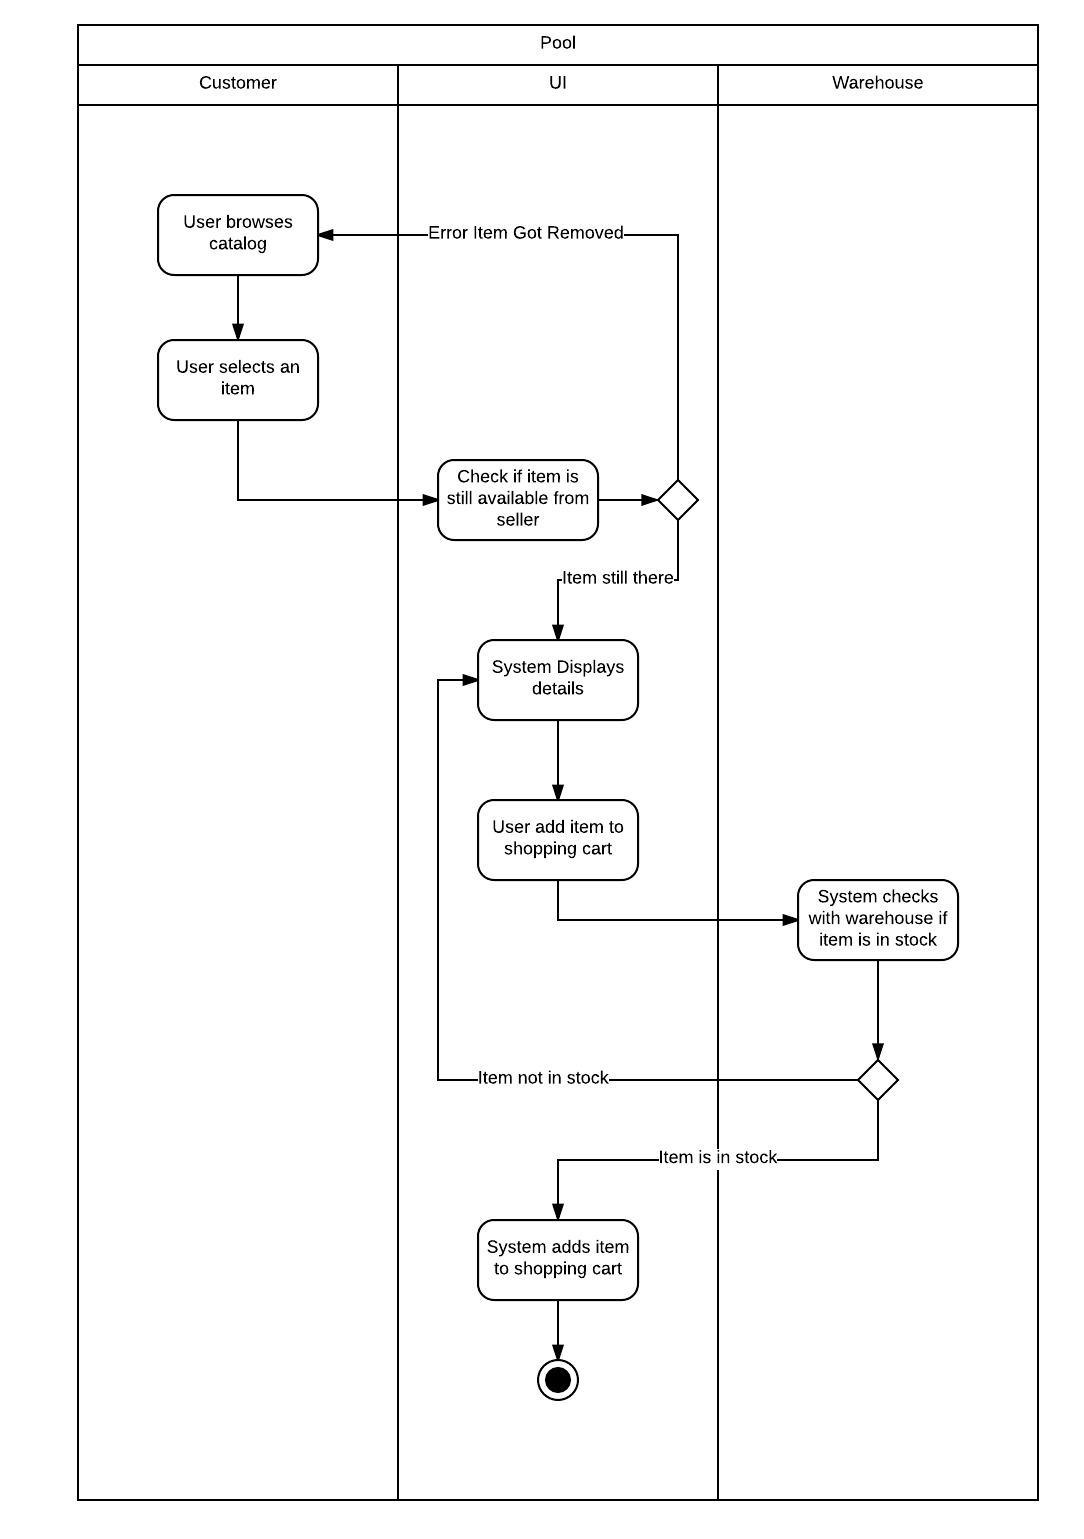 Pool
Customer
UI
Warehouse
User browses
catalog
Error Item Got Removed
User selects an
item
Check if item is
still available from
seller
Item still there
System Displays
details
User add item to
shopping cart
System checks
with warehouse if
item is in stock
Item not in stock
Item is in stock
System adds item
to shopping cart